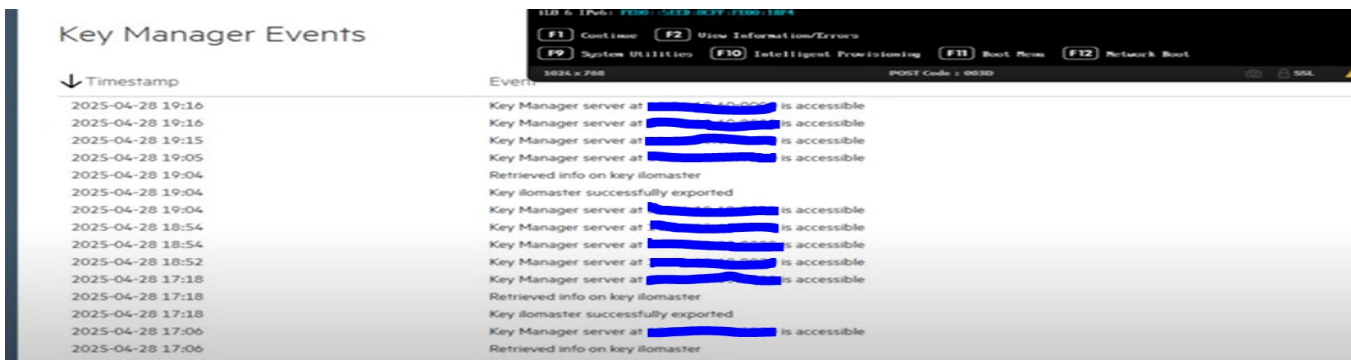 Key Manager Events
iLO 6 IPv6:
F1 Continue F2 View Information/Errors
F9 System Utilities F10 Intelligent Provisioning F11 Boot Menu F12 Network Boot
1024 x 768 POST Code : 003D SSL
Timestamp Event
2025-04-28 19:16 Key Manager server at is accessible
2025-04-28 19:16 Key Manager server at is accessible
2025-04-28 19:15 Key Manager server at is accessible
2025-04-28 19:05 Key Manager server at is accessible
2025-04-28 19:04 Retrieved info on key ilomaster
2025-04-28 19:04 Key ilomaster successfully exported
2025-04-28 19:04 Key Manager server at is accessible
2025-04-28 18:54 Key Manager server at is accessible
2025-04-28 18:54 Key Manager server at is accessible
2025-04-28 18:52 Key Manager server at is accessible
2025-04-28 17:18 Key Manager server at is accessible
2025-04-28 17:18 Retrieved info on key ilomaster
2025-04-28 17:18 Key ilomaster successfully exported
2025-04-28 17:06 Key Manager server at is accessible
2025-04-28 17:06 Retrieved info on key ilomaster